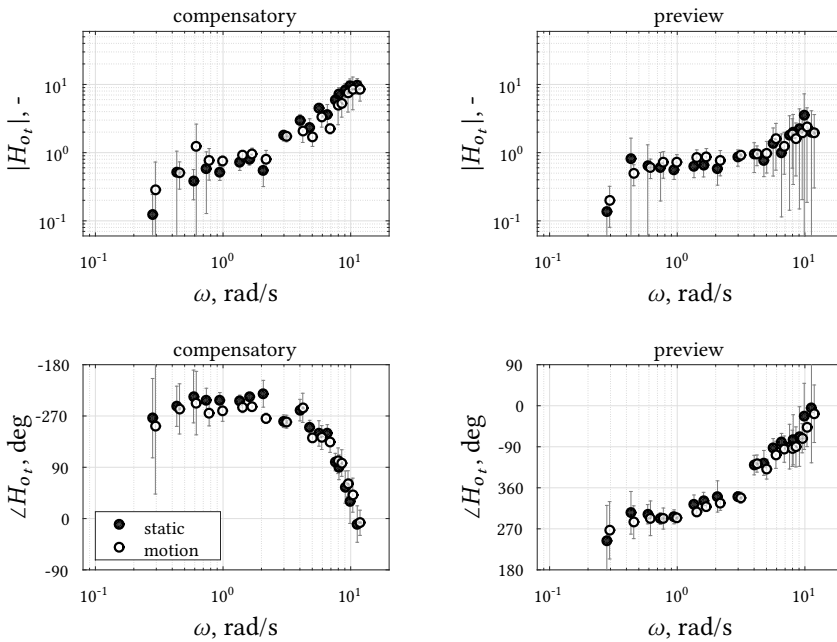 compensatory
|H_{o_t}|, -
10^1
10^0
10^{-1}
10^{-1} 10^0 10^1
ω, rad/s
preview
|H_{o_t}|, -
10^1
10^0
10^{-1}
10^{-1} 10^0 10^1
ω, rad/s
compensatory
∠H_{o_t}, deg
-180
-270
90
0
-90
static
motion
10^{-1} 10^0 10^1
ω, rad/s
preview
∠H_{o_t}, deg
90
0
-90
360
270
180
10^{-1} 10^0 10^1
ω, rad/s